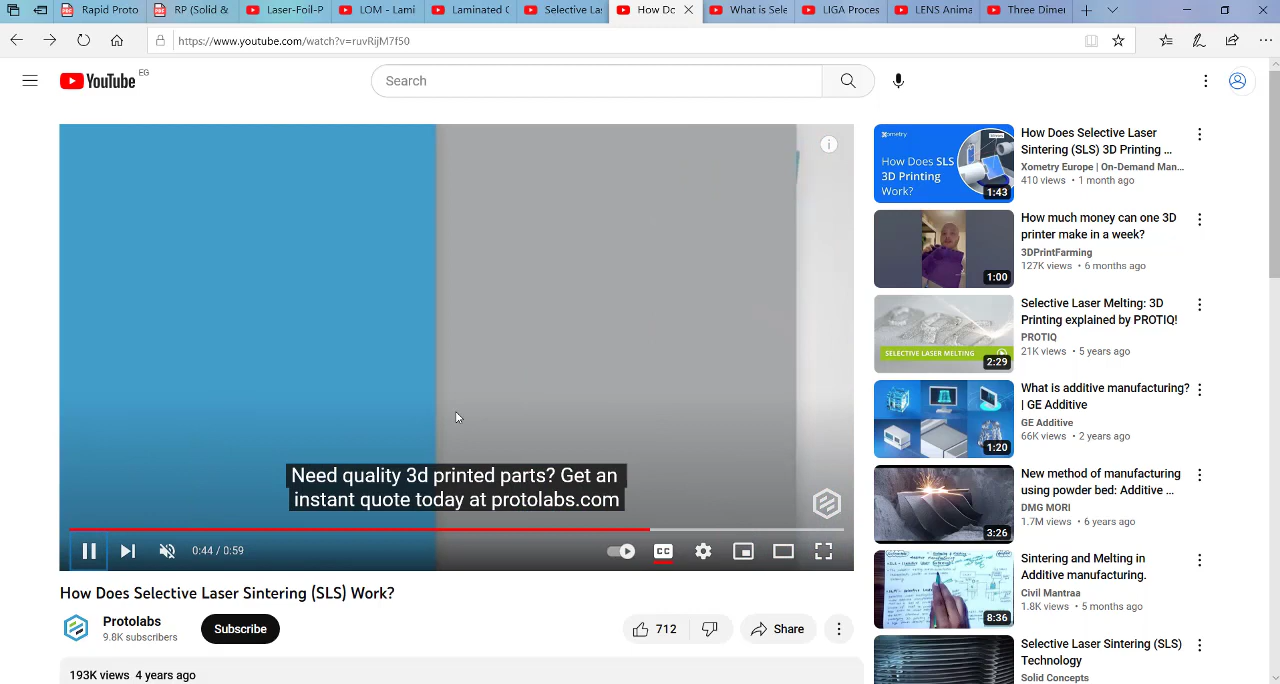 Rapid Proto
RP (Solid &
Laser-Foil-P
LOM - Lami
Laminated
Selective La
How Do
What is Sele
LIGA Proces
LENS Anima
Three Dimer
https://www.youtube.com/watch?v=ruvRijM7f50
YouTube EG
Search
Need quality 3d printed parts? Get an
instant quote today at protolabs.com
0:44 / 0:59
CC
How Does Selective Laser Sintering (SLS) Work?
Protolabs
9.8K subscribers
Subscribe
712
Share
193K views 4 years
xometry
How Does SLS
3D Printing
Work?
1:43
How Does Selective Laser
Sintering (SLS) 3D Printing ...
Xometry Europe | On-Demand Man...
410 views • 1 month ago
1:00
How much money can one 3D
printer make in a week?
3DPrintFarming
127K views • 6 months ago
SELECTIVE LASER MELTING
2:29
Selective Laser Melting: 3D
Printing explained by PROTIQ!
PROTIQ
21K views • 5 years ago
1:20
What is additive manufacturing?
| GE Additive
GE Additive
66K views • 2 years ago
3:26
New method of manufacturing
using powder bed: Additive ...
DMG MORI
1.7M views • 6 years ago
8:36
Sintering and Melting in
Additive manufacturing.
Civil Mantraa
1.8K views • 5 months ago
Selective Laser Sintering (SLS)
Technology
Solid Concepts